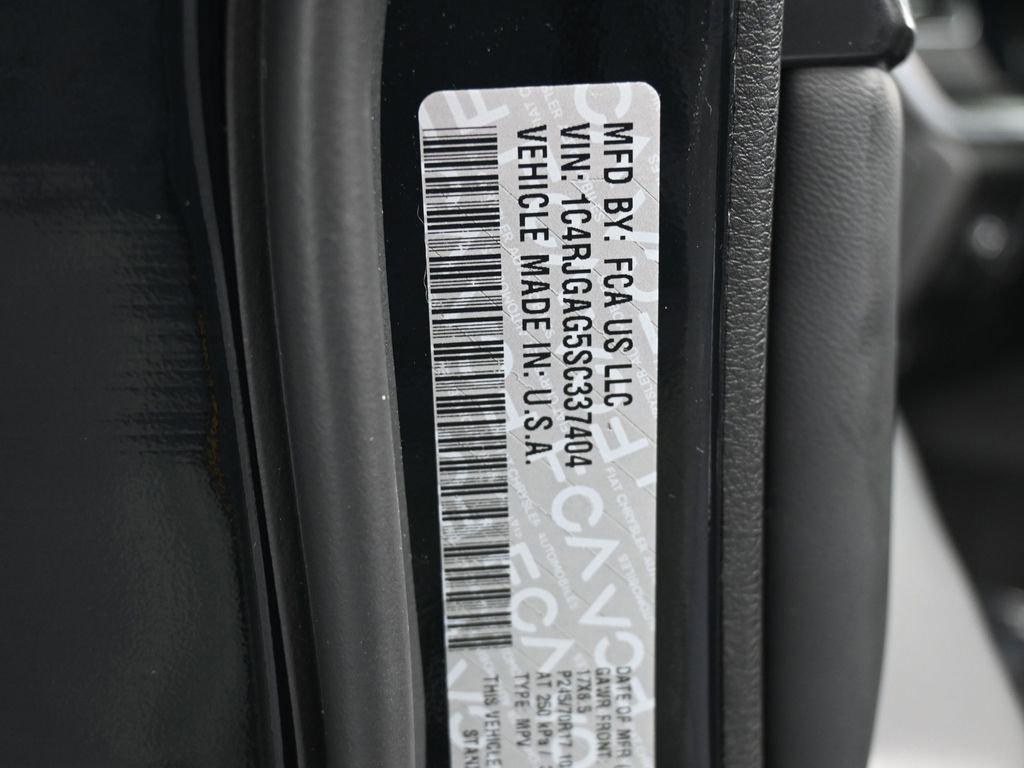 MFD BY: FCA US LLC
VIN: 1C4RJGAG5SC337404
VEHICLE MADE IN: U.S.A.
DATE OF MFR
GAWR FRONT:
17X6.5
P245/70R17
AT 250 kPa /
TYPE: MPV
THIS VEHICLE